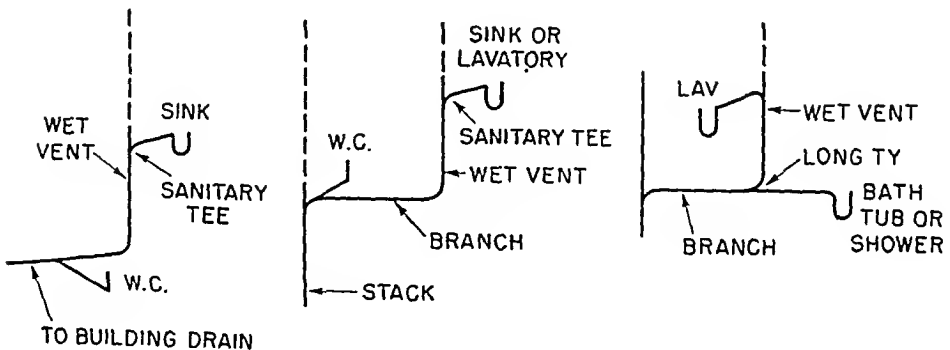 WET
VENT
SINK
SANITARY
TEE
W.C.
TO BUILDING DRAIN
SINK OR
LAVATORY
W.C.
SANITARY TEE
WET VENT
BRANCH
STACK
LAV
WET VENT
LONG TY
BATH
TUB OR
SHOWER
BRANCH